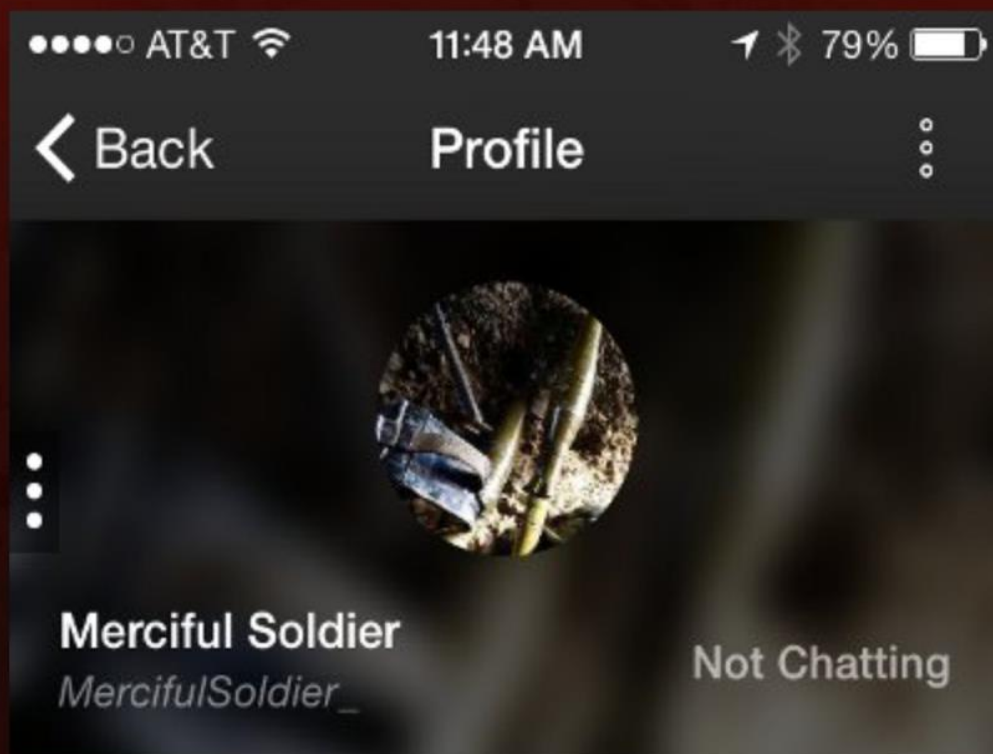 AT&T 11:48 AM 79%
Back Profile
Merciful Soldier
Not Chatting
MercifulSoldier_